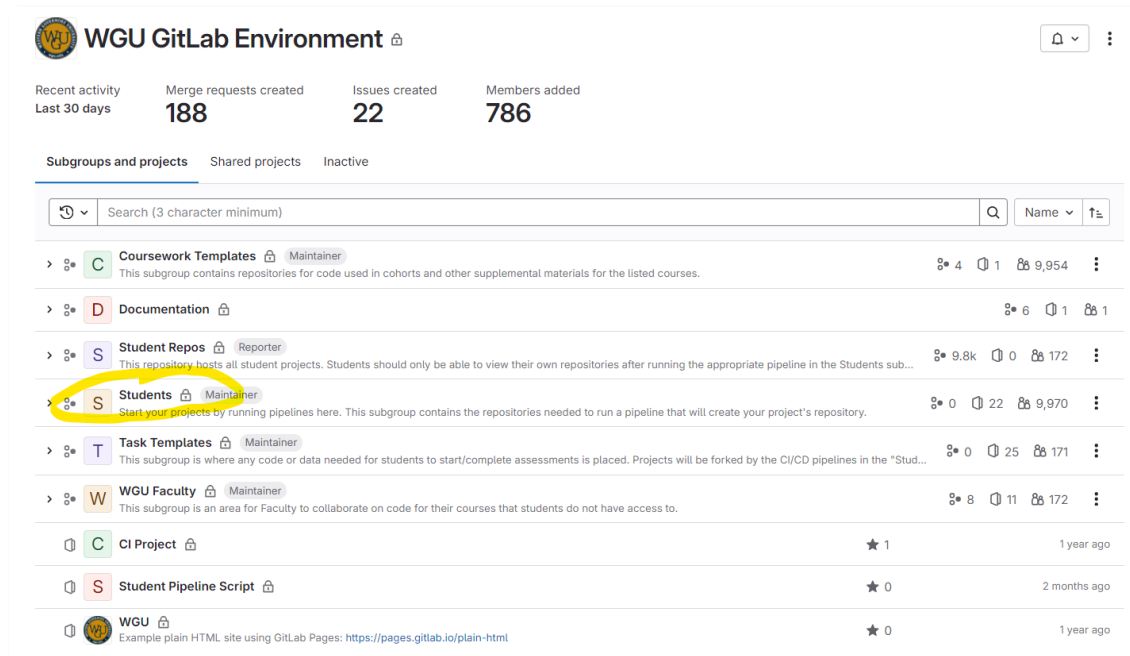 WGU GitLab Environment
Recent activity
Last 30 days
Merge requests created
188
Issues created
22
Members added
786
Subgroups and projects Shared projects Inactive
Search (3 character minimum) Name
C Coursework Templates Maintainer
This subgroup contains repositories for code used in cohorts and other supplemental materials for the listed courses.
4 1 9,954
D Documentation
6 1 1
S Student Repos Reporter
This repository hosts all student projects. Students should only be able to view their own repositories after running the appropriate pipeline in the Students sub...
9.8k 0 172
S Students Maintainer
Start your projects by running pipelines here. This subgroup contains the repositories needed to run a pipeline that will create your project's repository.
0 22 9,970
T Task Templates Maintainer
This subgroup is where any code or data needed for students to start/complete assessments is placed. Projects will be forked by the CI/CD pipelines in the "Stud...
0 25 171
W WGU Faculty Maintainer
This subgroup is an area for Faculty to collaborate on code for their courses that students do not have access to.
8 11 172
C CI Project 1 1 year ago
S Student Pipeline Script 0 2 months ago
WGU 0 1 year ago
Example plain HTML site using GitLab Pages: https://pages.gitlab.io/plain-html